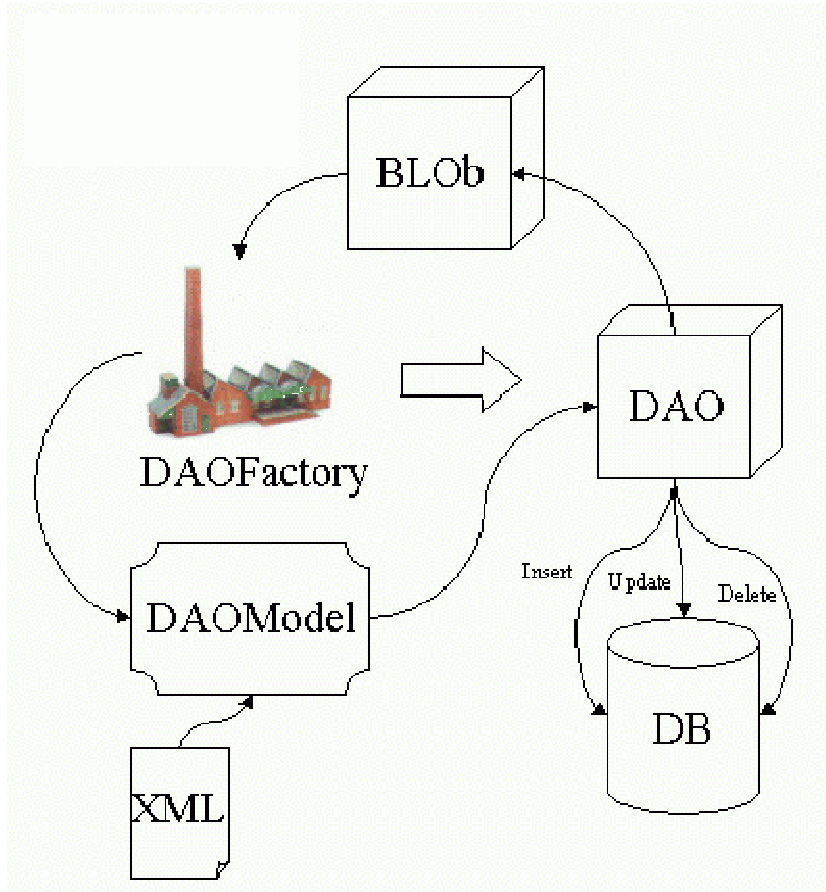 BLOb
DAO
DAOFactory
Insert
Update
Delete
DAOModel
DB
XML